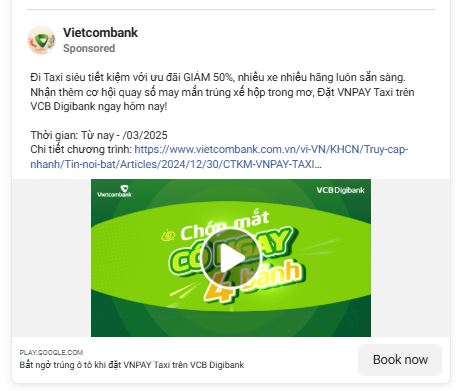 Vietcombank
Sponsored
Đi Taxi siêu tiết kiệm với ưu đãi GIẢM 50%, nhiều xe nhiều hãng luôn sẵn sàng.
Nhận thêm cơ hội quay số may mắn trúng xế hộp trong mơ, Đặt VNPAY Taxi trên
VCB Digibank ngay hôm nay!
Thời gian: Từ nay - /03/2025
Chi tiết chương trình: https://www.vietcombank.com.vn/vi-VN/KHCN/Truy-cap-
nhanh/Tin-noi-bat/Articles/2024/12/30/CTKM-VNPAY-TAXI...
Vietcombank
VCB Digibank
Chớp mắt
CÓ NGAY
4 bánh
PLAY.GOOGLE.COM
Bất ngờ trúng ô tô khi đặt VNPAY Taxi trên VCB Digibank
Book now